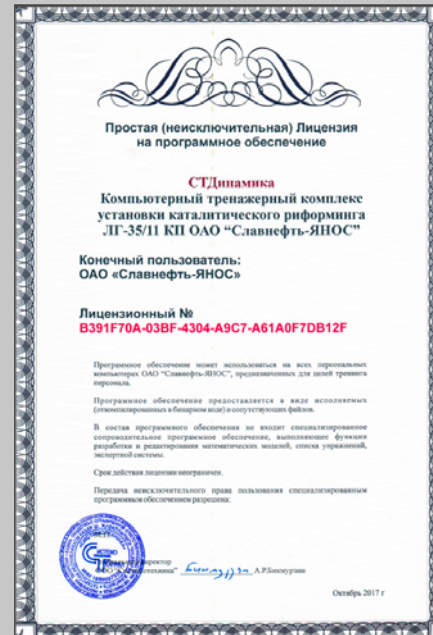 Простая (неисключительная) Лицензия
на программное обеспечение
СТДинамика
Компьютерный тренажерный комплекс
установки каталитического риформинга
ЛГ-35/11 КП ОАО “Славнефть-ЯНОС”
Конечный пользователь:
ОАО «Славнефть-ЯНОС»
Лицензионный №
B391F70A-03BF-4304-A9C7-A61A0F7DB12F
Программное обеспечение может использоваться на всех персональных
компьютерах ОАО “Славнефть-ЯНОС”, предназначенных для целей тренинга
персонала.
Программное обеспечение предоставляется в виде исполняемых
(откомпилированных в бинарном коде) и сопутствующих файлов.
В состав программного обеспечения не входит специализированное
сопроводительное программное обеспечение, выполняющее функции
разработки и редактирования математических моделей, списка упражнений,
экспертной системы.
Срок действия лицензии неограничен.
Передача неисключительного права пользования специализированным
программным обеспечением разрешена:
директор
А.Р.Бикмурзин
Октябрь 2017 г